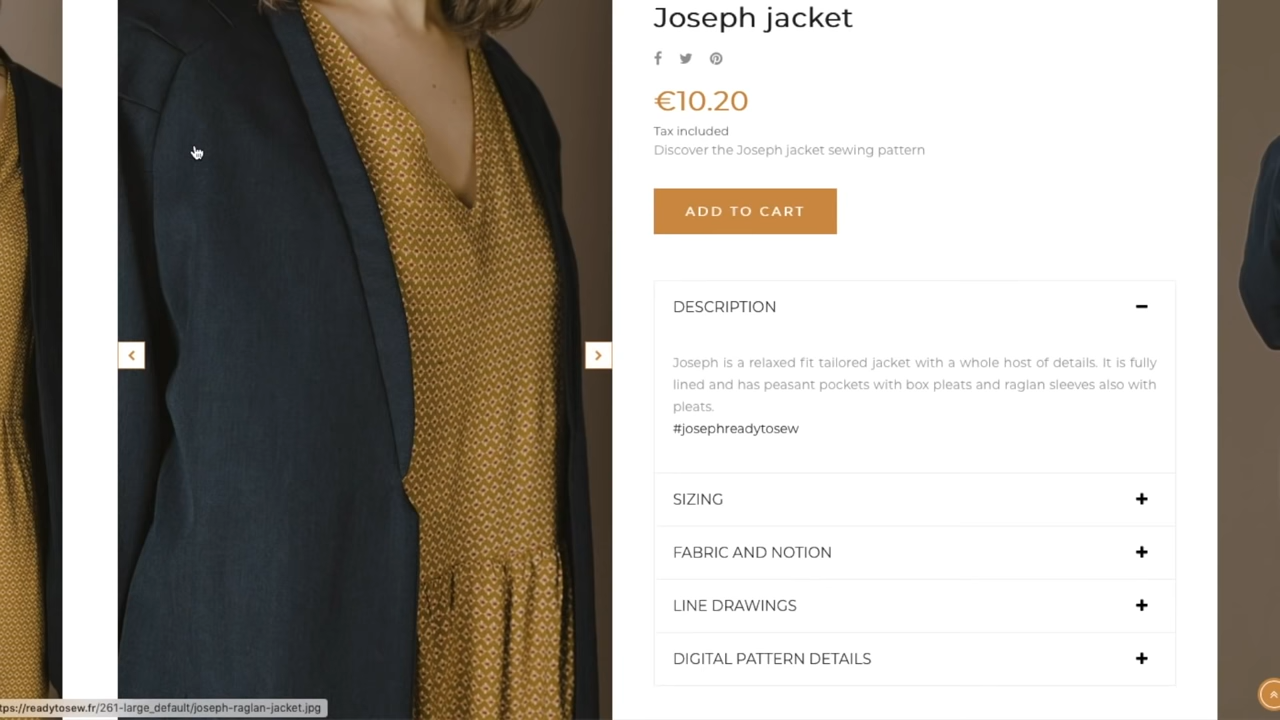 Joseph jacket
€10.20
Tax included
Discover the Joseph jacket sewing pattern
ADD TO CART
DESCRIPTION
Joseph is a relaxed fit tailored jacket with a whole host of details. It is fully
lined and has peasant pockets with box pleats and raglan sleeves also with
pleats.
#josephreadytosew
SIZING
FABRIC AND NOTION
LINE DRAWINGS
DIGITAL PATTERN DETAILS
tps://readytosew.fr/261-large_default/joseph-raglan-jacket.jpg